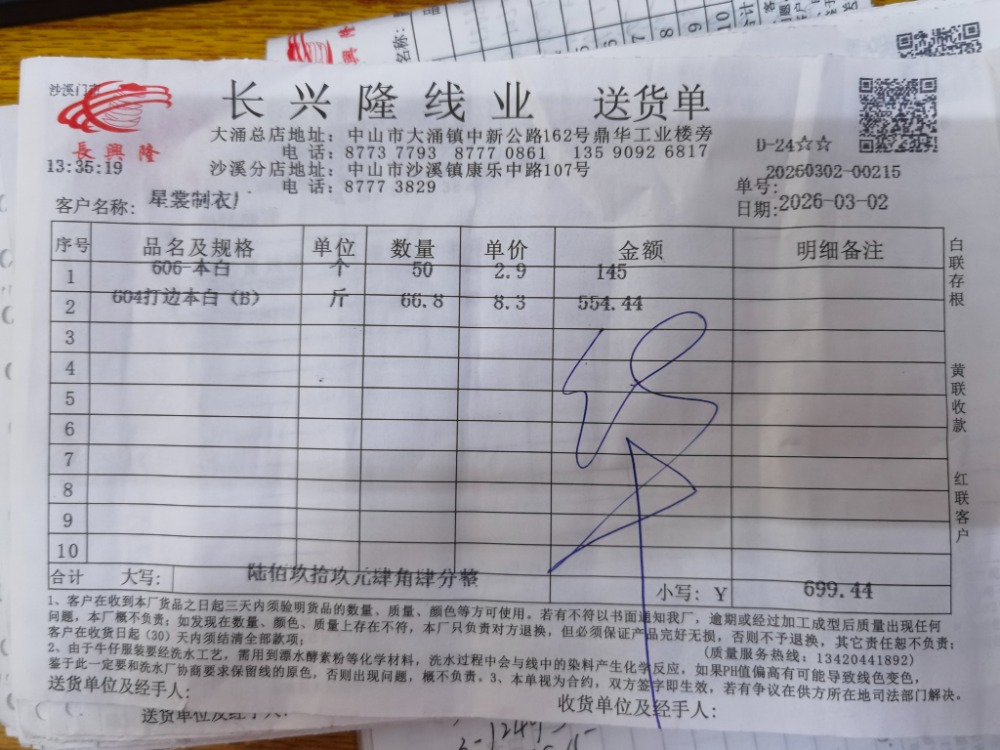 沙溪门市
長興隆
13:35:19
长兴隆线业 送货单
大涌总店地址: 中山市大涌镇中新公路162号鼎华工业楼旁
电 话: 8773 7793 8777 0861 135 9092 6817
沙溪分店地址: 中山市沙溪镇康乐中路107号
电 话: 8777 3829
D-24☆☆
20260302-00215
单号:
日期:2026-03-02
客户名称: 星裳制衣厂
序号 品名及规格 单位 数量 单价 金额 明细备注
1 606-本白 个 50 2.9 145
2 604打边本白 (B) 斤 66.8 8.3 554.44
3
4
5
6
7
8
9
10
合计 大写: 陆佰玖拾玖元肆角肆分整
小写: Y 699.44
白联存根
黄联收款
红联客户
1、客户在收到本厂货品之日起三天内须验明货品的数量、质量、颜色等方可使用。若有不符以书面通知我厂，逾期或经过加工成型后质量出现任何
问题，本厂概不负责；如发现在数量、颜色、质量上存在不符，本厂只负责对方退换，但必须保证产品完好无损，否则不予退换，其它责任恕不负责；
客户在收货日起（30）天内须结清全部款项；
(质量服务热线: 13420441892)
2、由于牛仔服装要经洗水工艺，需用到漂水酵素粉等化学材料，洗水过程中会与线中的染料产生化学反应，如果PH值偏高有可能导致线色变色，
鉴于此一定要和洗水厂协商要求保留线的原色，否则出现问题，概不负责。3、本单视为合约，双方签字即生效，若有争议在供方所在地司法部门解决。
送货单位及经手人:
收货单位及经手人:
送货单位及经手人: